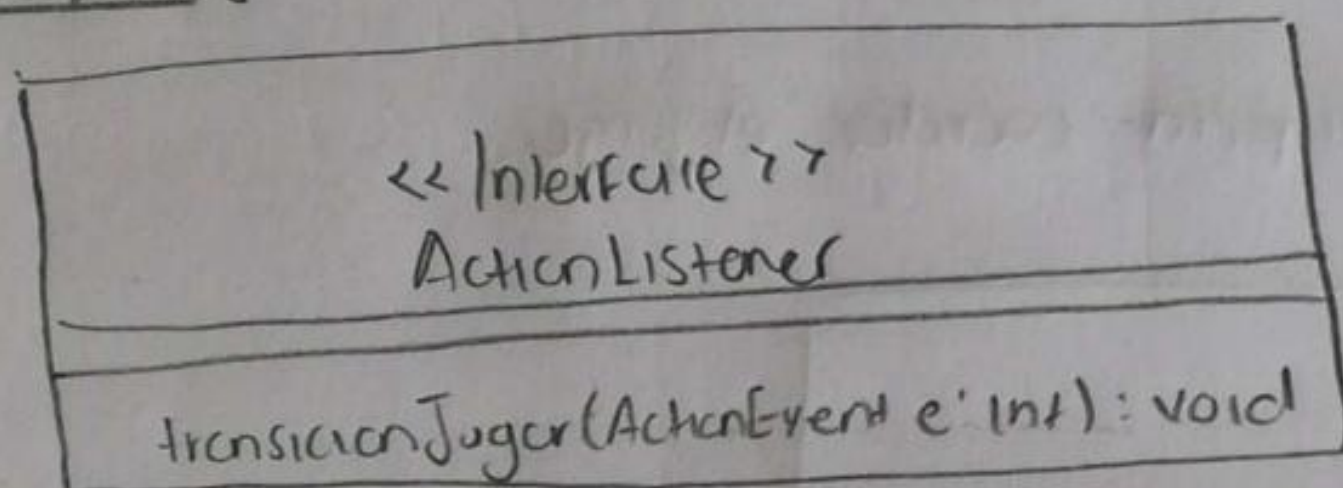 << Interface >>
ActionListener
transicionJugar(ActionEvent e: int): void